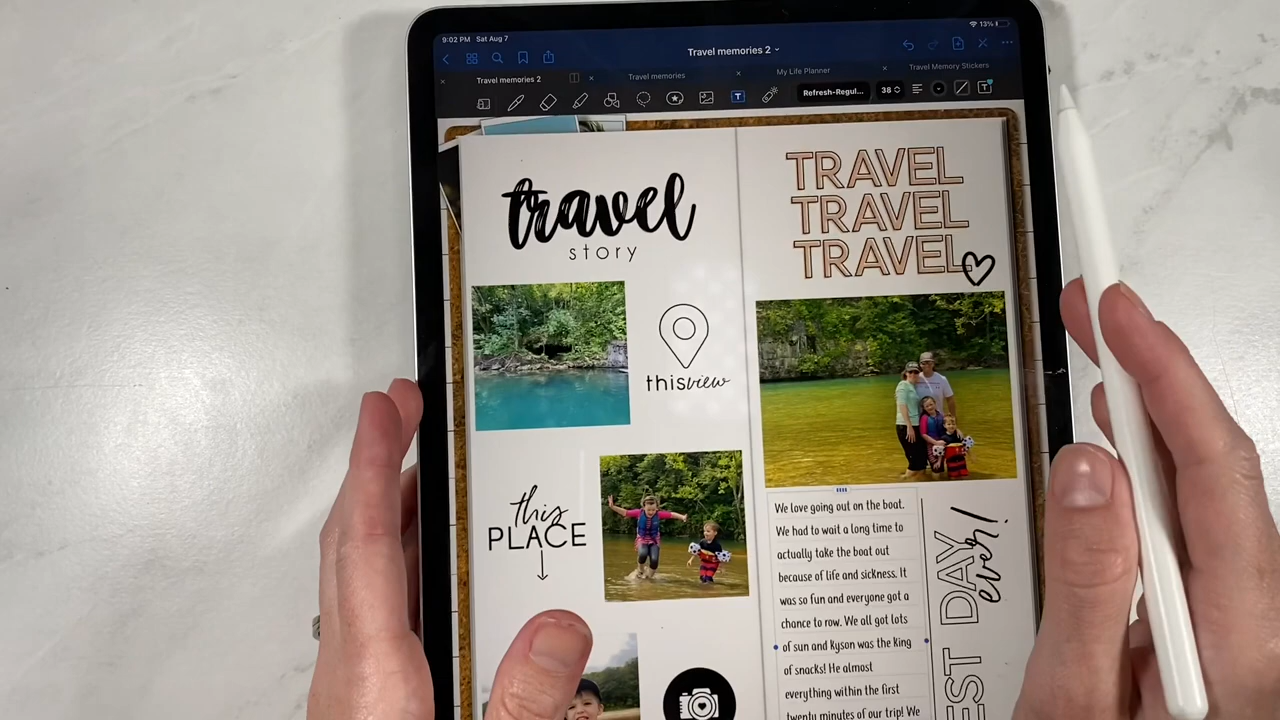 9:02 PM Sat Aug 7
13%
Travel memories 2
Travel memories 2
Travel memories
My Life Planner
Travel Memory Stickers
Refresh-Regul...
38
travel
story
thisview
this
PLACE
TRAVEL
TRAVEL
TRAVEL
We love going out on the boat.
We had to wait a long time to
actually take the boat out
because of life and sickness. It
was so fun and everyone got a
chance to row. We all got lots
of sun and Kyson was the king
of snacks! He almost
everything within the first
twenty minutes of our trip! We
EST DAY
ever!